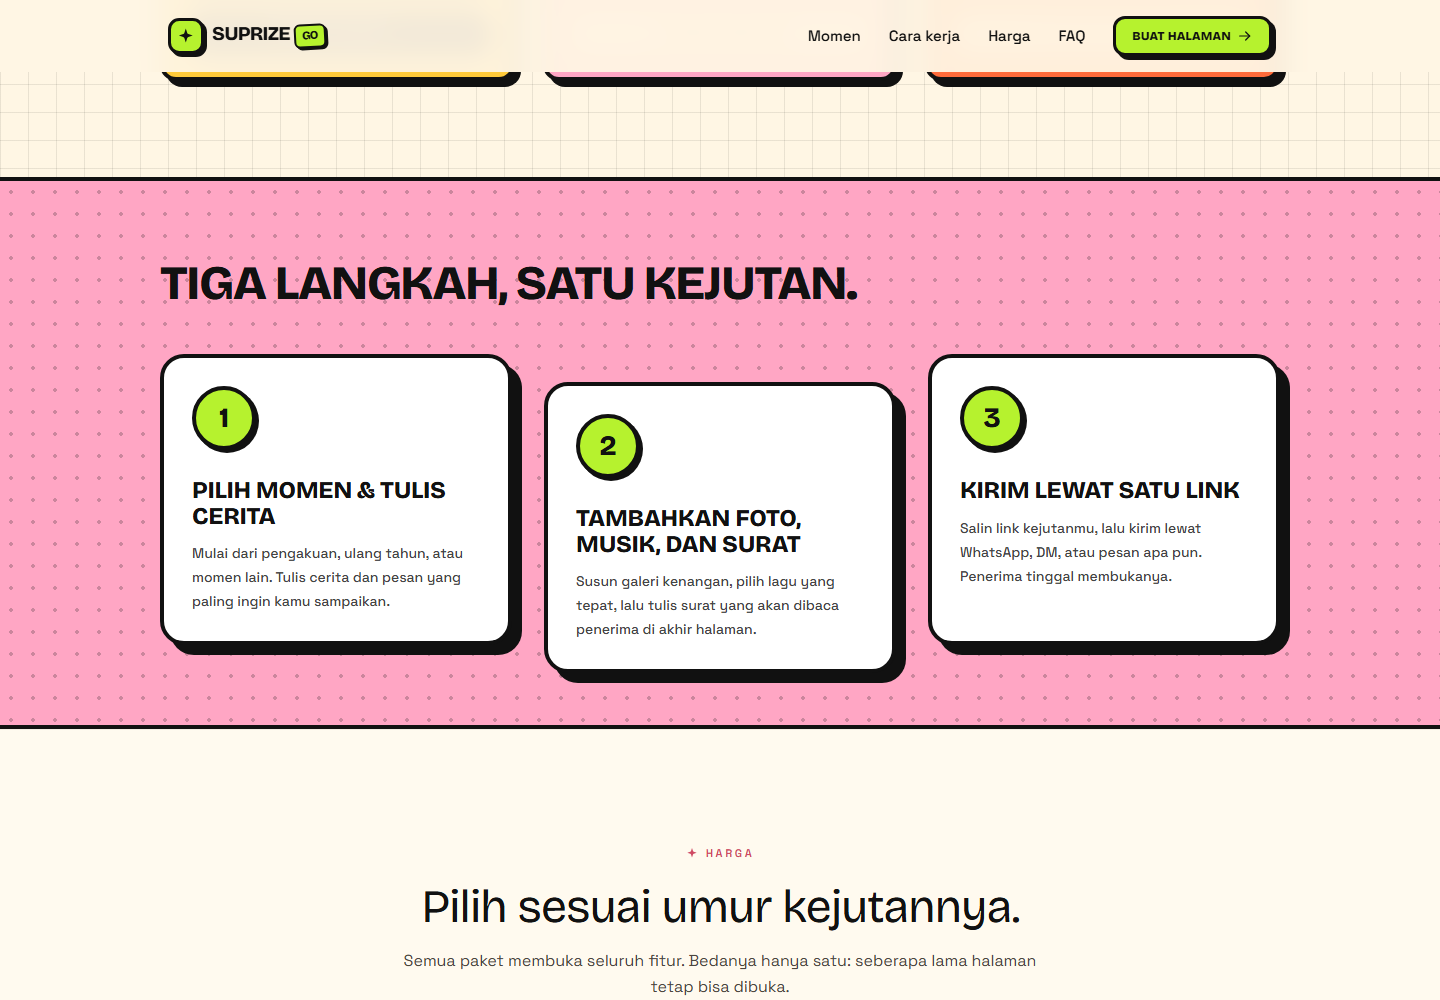 SUPRIZE GO
Momen
Cara kerja
Harga
FAQ
BUAT HALAMAN →
TIGA LANGKAH, SATU KEJUTAN.
1
PILIH MOMEN & TULIS
CERITA
Mulai dari pengakuan, ulang tahun, atau
momen lain. Tulis cerita dan pesan yang
paling ingin kamu sampaikan.
2
TAMBAHKAN FOTO,
MUSIK, DAN SURAT
Susun galeri kenangan, pilih lagu yang
tepat, lalu tulis surat yang akan dibaca
penerima di akhir halaman.
3
KIRIM LEWAT SATU LINK
Salin link kejutanmu, lalu kirim lewat
WhatsApp, DM, atau pesan apa pun.
Penerima tinggal membukanya.
✦ HARGA
Pilih sesuai umur kejutannya.
Semua paket membuka seluruh fitur. Bedanya hanya satu: seberapa lama halaman
tetap bisa dibuka.